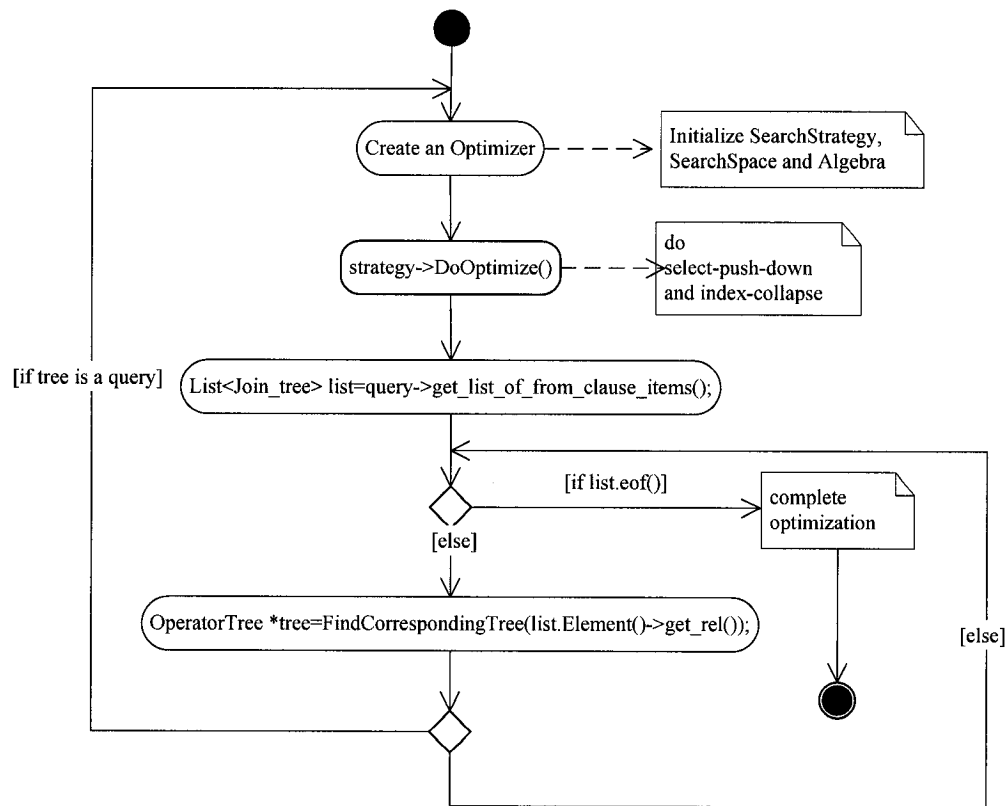 Create an Optimizer
Initialize SearchStrategy,
SearchSpace and Algebra
strategy->DoOptimize()
do
select-push-down
and index-collapse
[if tree is a query]
List<Join_tree> list=query->get_list_of_from_clause_items();
[if list.eof()]
complete
optimization
[else]
OperatorTree *tree=FindCorrespondingTree(list.Element()->get_rel());
[else]